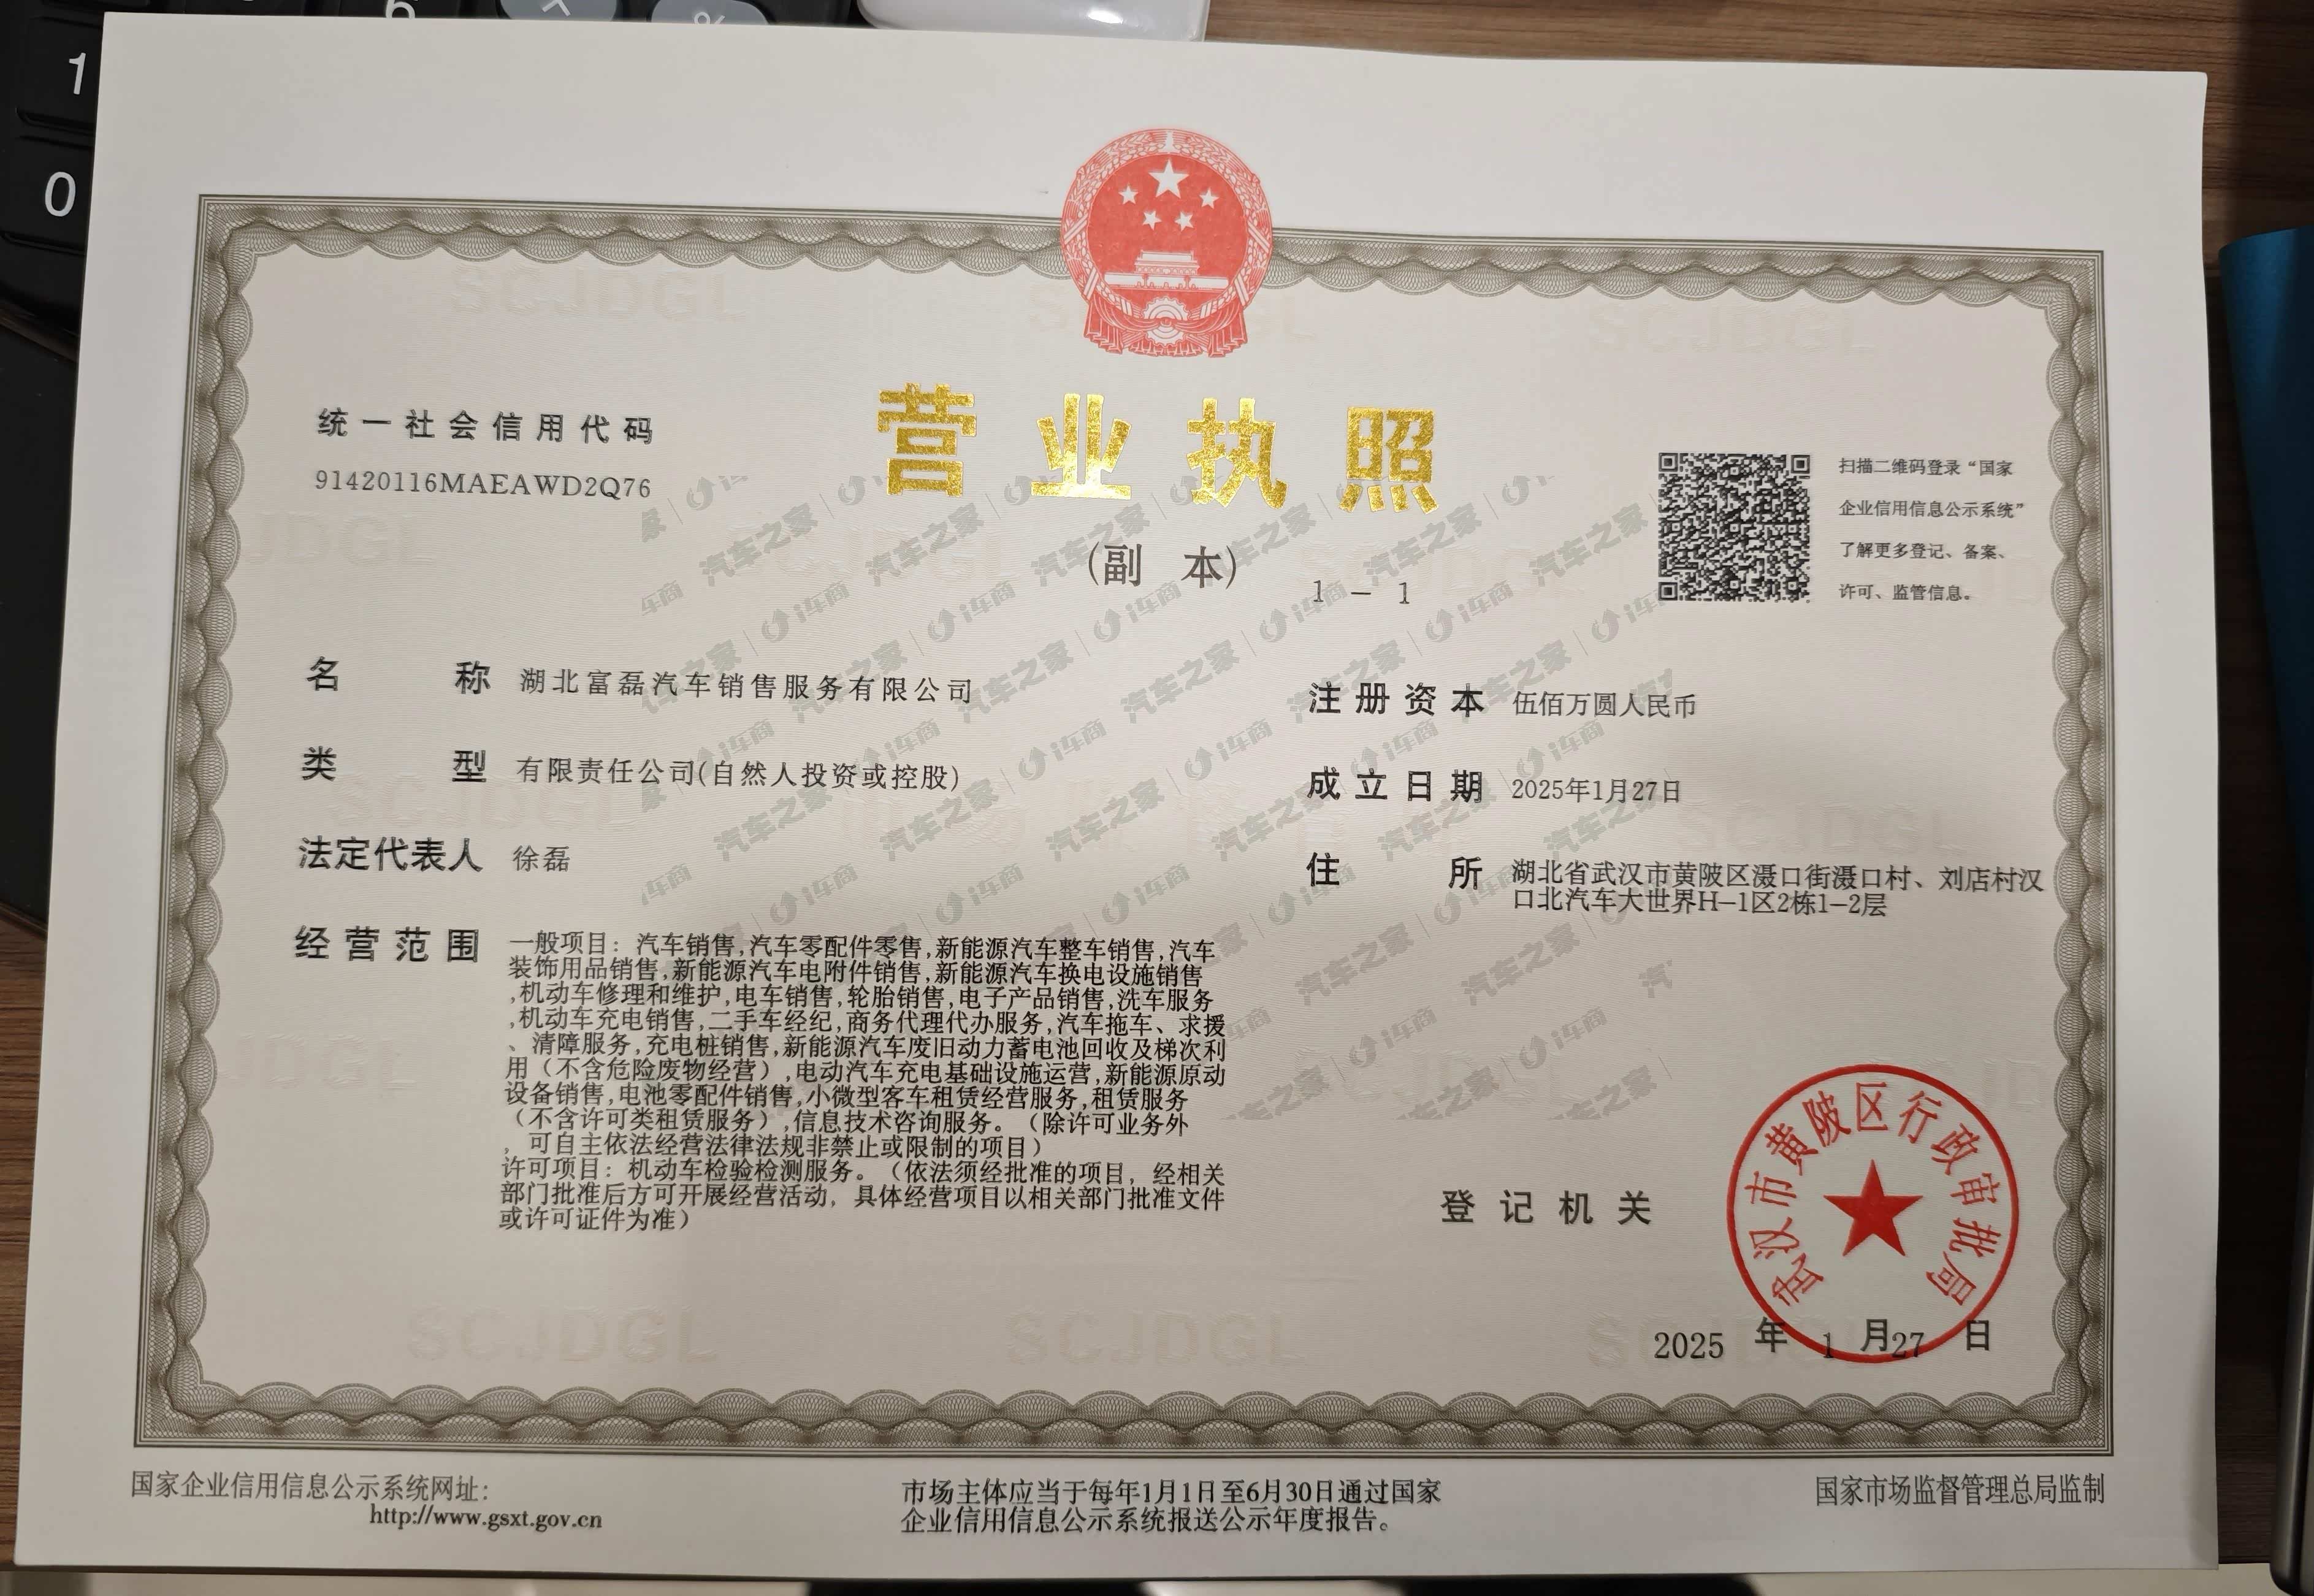 营业执照
(副 本)
1-1
统一社会信用代码
91420116MAEAWD2Q76
扫描二维码登录“国家
企业信用信息公示系统”
了解更多登记、备案、
许可、监管信息。
名称 湖北富磊汽车销售服务有限公司
类型 有限责任公司(自然人投资或控股)
法定代表人 徐磊
经营范围 一般项目：汽车销售,汽车零配件零售,新能源汽车整车销售,汽车
装饰用品销售,新能源汽车电附件销售,新能源汽车换电设施销售
,机动车修理和维护,电车销售,轮胎销售,电子产品销售,洗车服务
,机动车充电销售,二手车经纪,商务代理代办服务,汽车拖车、求援
、清障服务,充电桩销售,新能源汽车废旧动力蓄电池回收及梯次利
用（不含危险废物经营）,电动汽车充电基础设施运营,新能源原动
设备销售,电池零配件销售,小微型客车租赁经营服务,租赁服务
（不含许可类租赁服务）,信息技术咨询服务。（除许可业务外
，可自主依法经营法律法规非禁止或限制的项目）
许可项目：机动车检验检测服务。（依法须经批准的项目，经相关
部门批准后方可开展经营活动，具体经营项目以相关部门批准文件
或许可证件为准）
注册资本 伍佰万圆人民币
成立日期 2025年1月27日
住所 湖北省武汉市黄陂区滠口街滠口村、刘店村汉
口北汽车大世界H-1区2栋1-2层
登记机关
武汉市黄陂区行政审批局
2025 年 1 月 27 日
国家企业信用信息公示系统网址：
http://www.gsxt.gov.cn
市场主体应当于每年1月1日至6月30日通过国家
企业信用信息公示系统报送公示年度报告。
国家市场监督管理总局监制
SCJDGL
汽车之家
i车商
1
0
6